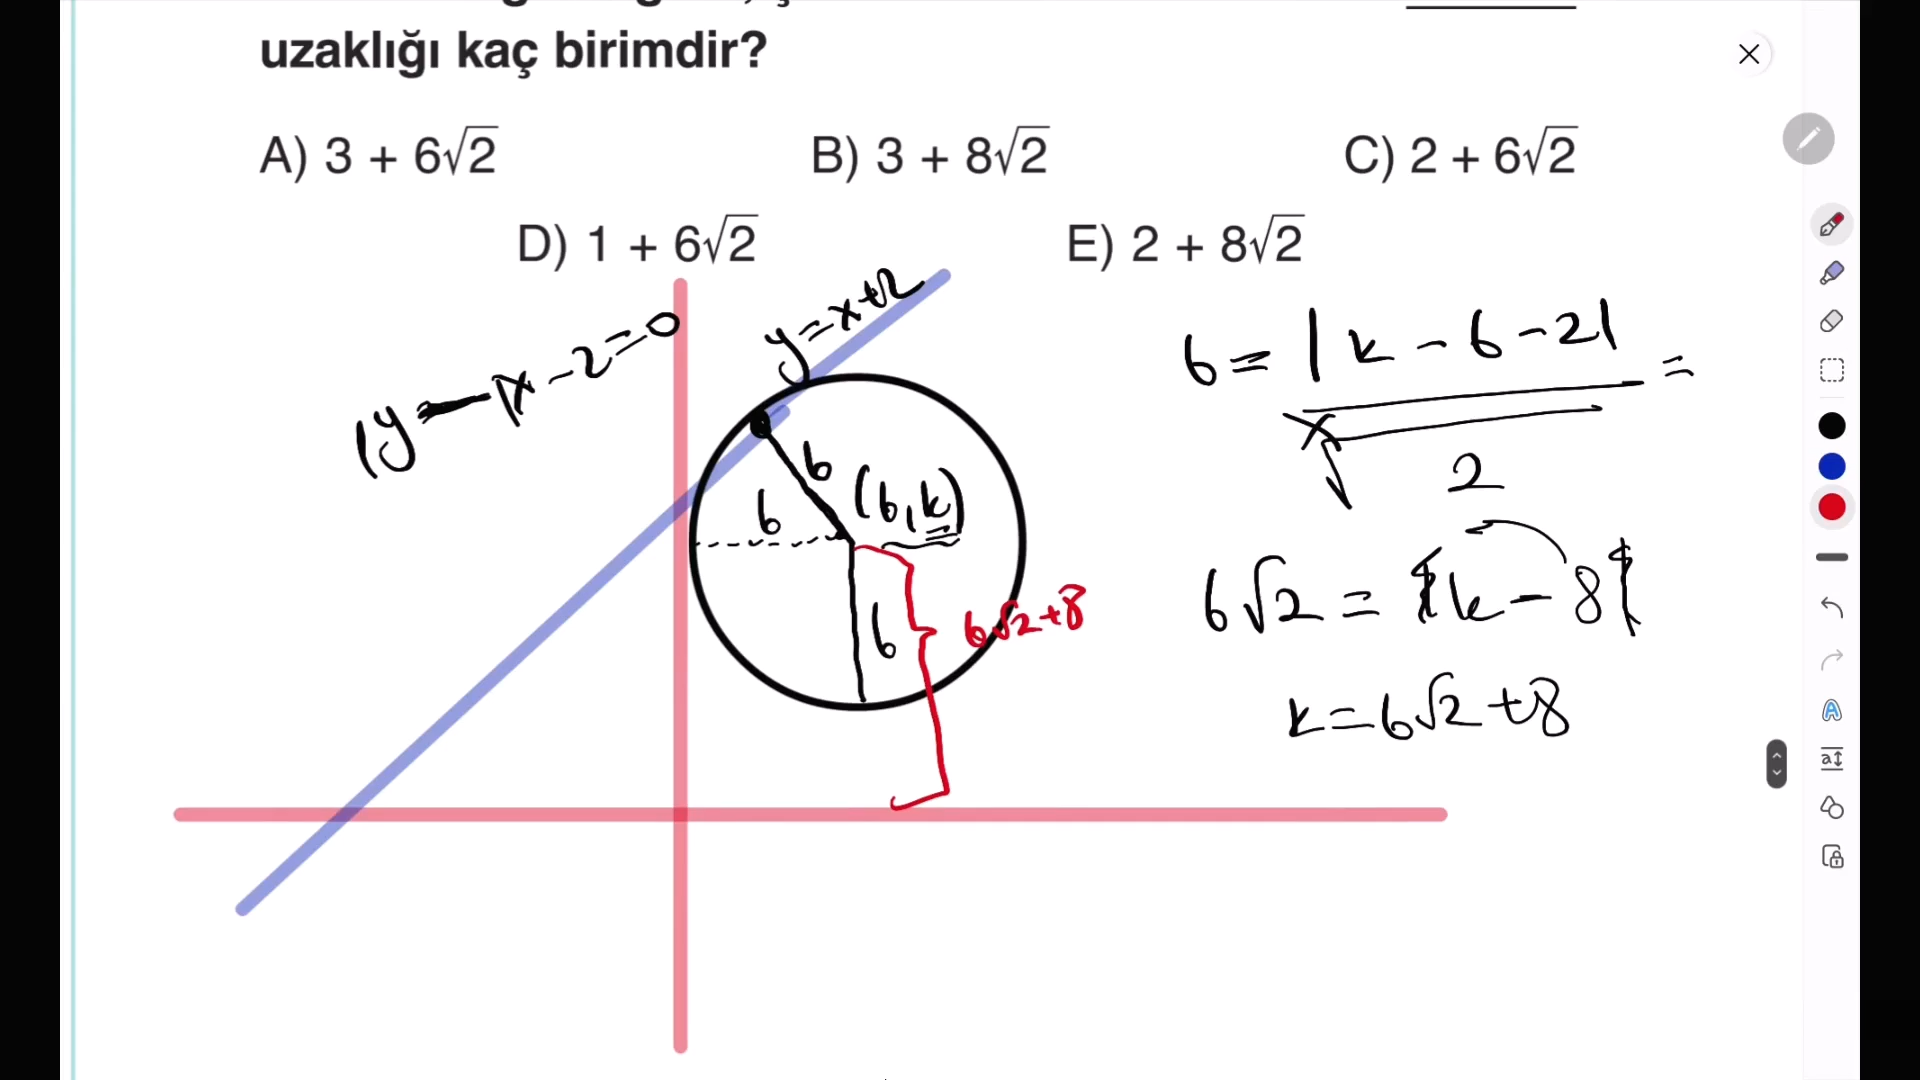 uzaklığı kaç birimdir?
A) 3 + 6√2 B) 3 + 8√2 C) 2 + 6√2
D) 1 + 6√2 E) 2 + 8√2
1y - 1x - 2 = 0
y = x + 2
6 = |k - 6 - 2| =
√2
6
6
(6, k)
6
6√2 + 8
6√2 = |k - 8|
k = 6√2 + 8